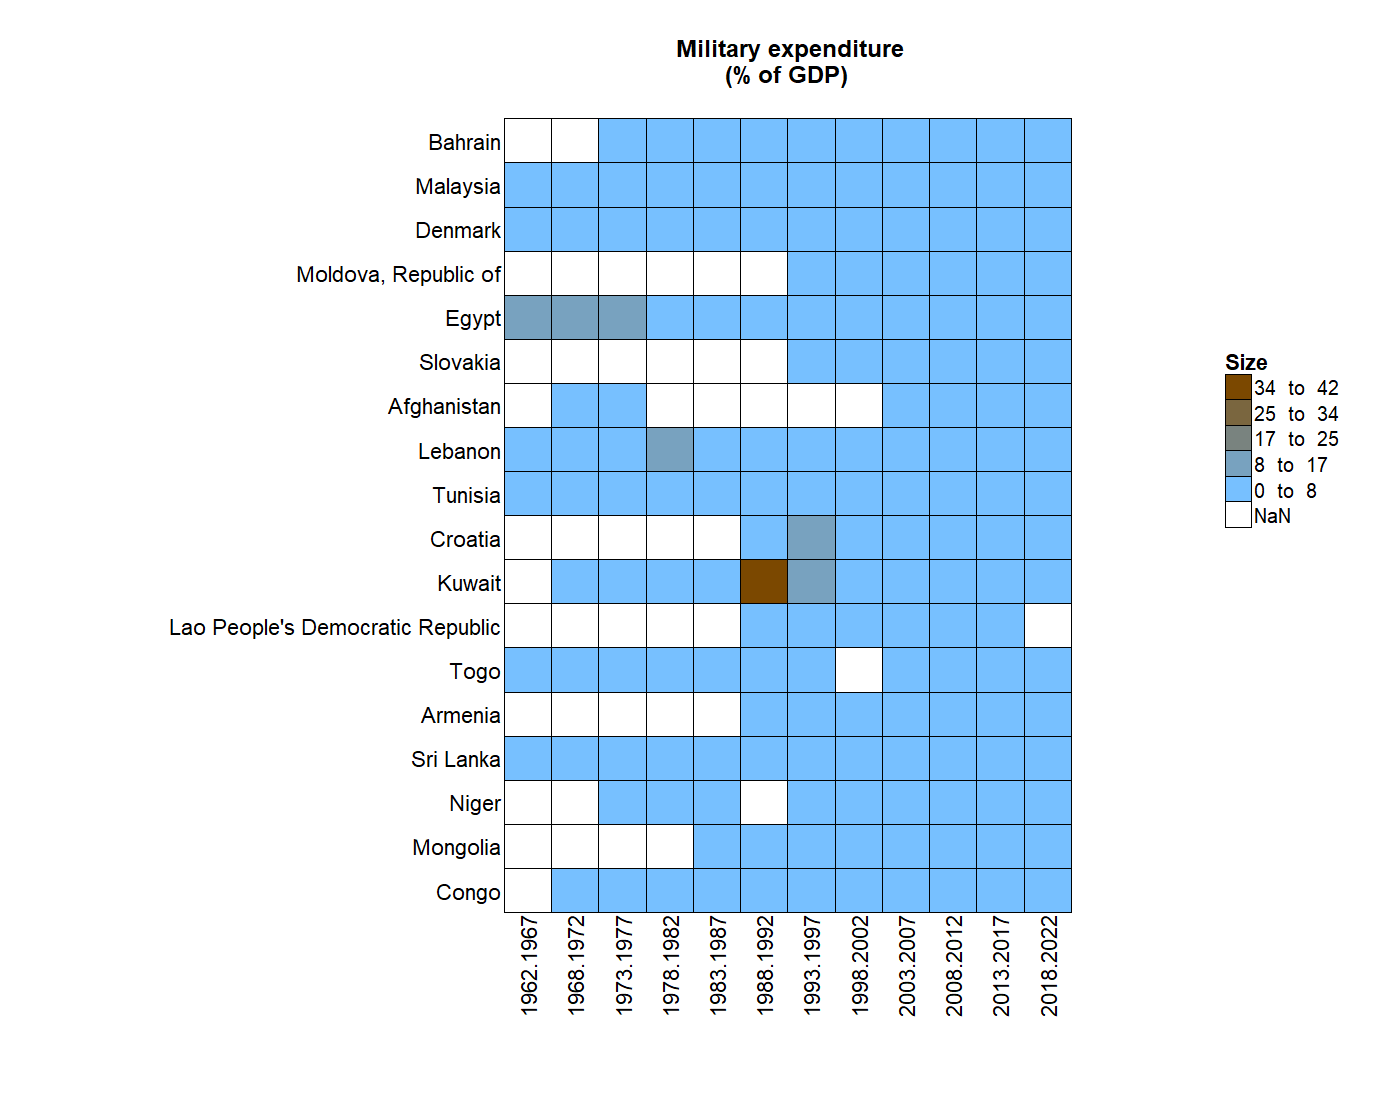 Military expenditure
(% of GDP)
Bahrain
Malaysia
Denmark
Moldova, Republic of
Egypt
Slovakia
Afghanistan
Lebanon
Tunisia
Croatia
Kuwait
Lao People's Democratic Republic
Togo
Armenia
Sri Lanka
Niger
Mongolia
Congo
1962.1967
1968.1972
1973.1977
1978.1982
1983.1987
1988.1992
1993.1997
1998.2002
2003.2007
2008.2012
2013.2017
2018.2022
Size
34 to 42
25 to 34
17 to 25
8 to 17
0 to 8
NaN